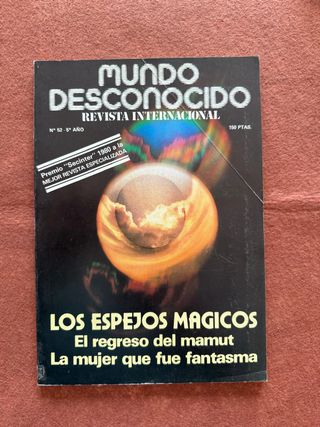 MUNDO
DESCONOCIDO
REVISTA INTERNACIONAL
Nº 52 - 5º AÑO
150 PTAS.
Premio "Secinter" 1980 a la
MEJOR REVISTA ESPECIALIZADA
LOS ESPEJOS MAGICOS
El regreso del mamut
La mujer que fue fantasma